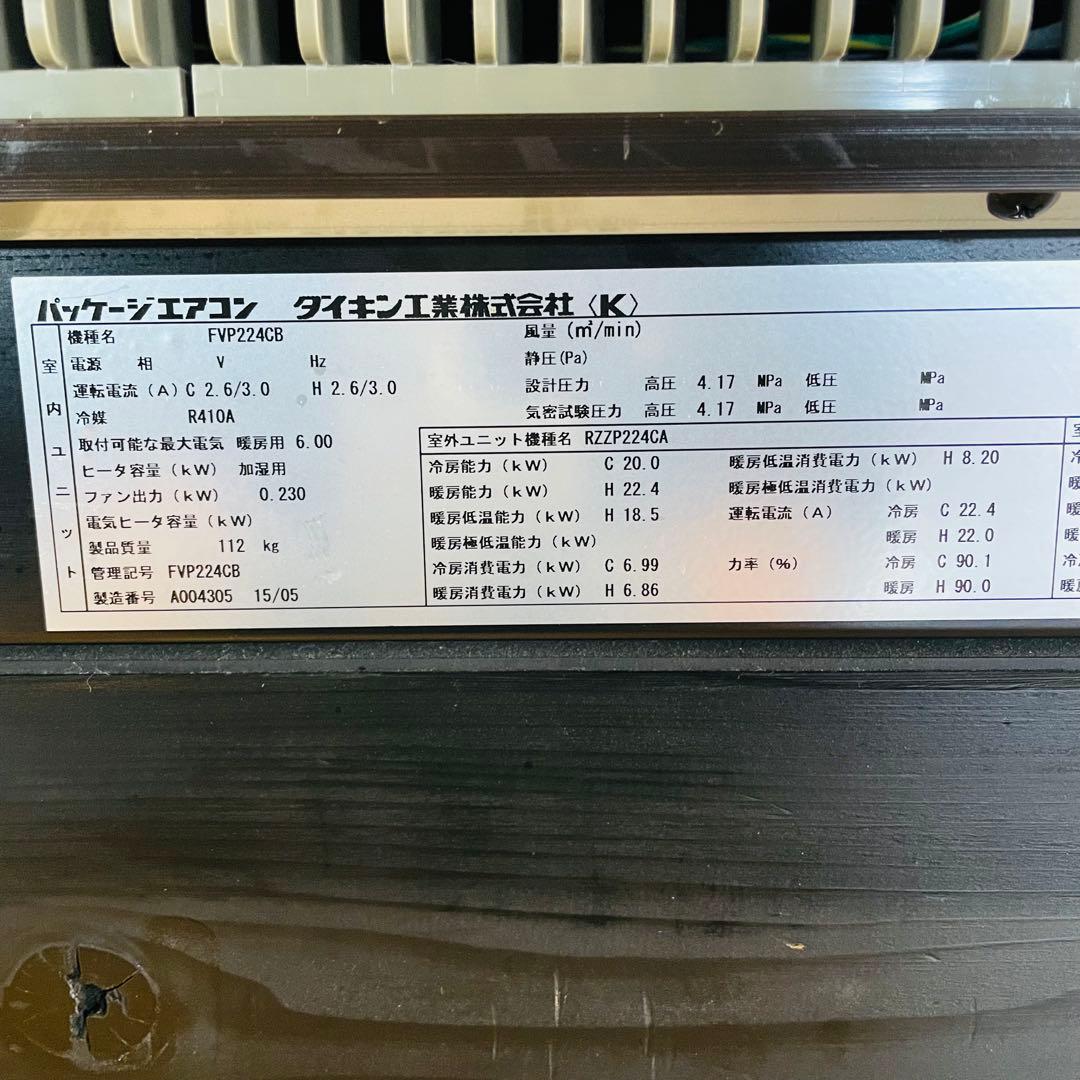 パッケージエアコン ダイキン工業株式会社〈K〉
室内ユニット
機種名 FVP224CB
電源 相 V Hz
運転電流(A) C 2.6/3.0 H 2.6/3.0
冷媒 R410A
取付可能な最大電気 暖房用 6.00
ヒータ容量(kW) 加湿用
ファン出力(kW) 0.230
電気ヒータ容量(kW)
製品質量 112 kg
管理記号 FVP224CB
製造番号 A004305 15/05
風量(㎥/min)
静圧(Pa)
設計圧力 高圧 4.17 MPa 低圧 MPa
気密試験圧力 高圧 4.17 MPa 低圧 MPa
室外ユニット機種名 RZZP224CA
冷房能力(kW) C 20.0
暖房能力(kW) H 22.4
暖房低温能力(kW) H 18.5
暖房極低温能力(kW)
冷房消費電力(kW) C 6.99
暖房消費電力(kW) H 6.86
暖房低温消費電力(kW) H 8.20
暖房極低温消費電力(kW)
運転電流(A) 冷房 C 22.4
暖房 H 22.0
力率(%) 冷房 C 90.1
暖房 H 90.0